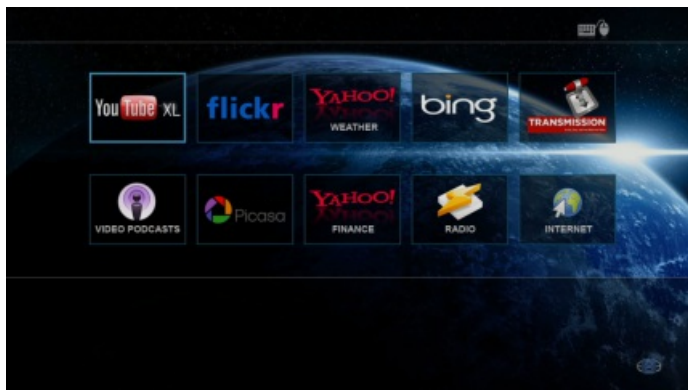 You Tube XL
flickr
YAHOO!
WEATHER
bing
TRANSMISSION
VIDEO PODCASTS
Picasa
YAHOO!
FINANCE
RADIO
INTERNET